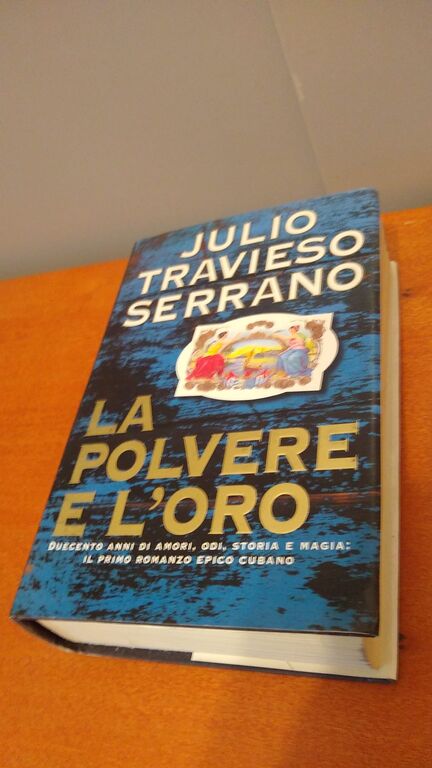 JULIO
TRAVIESO
SERRANO
LA
POLVERE
E L'ORO
DUECENTO ANNI DI AMORI, ODI, STORIA E MAGIA:
IL PRIMO ROMANZO EPICO CUBANO